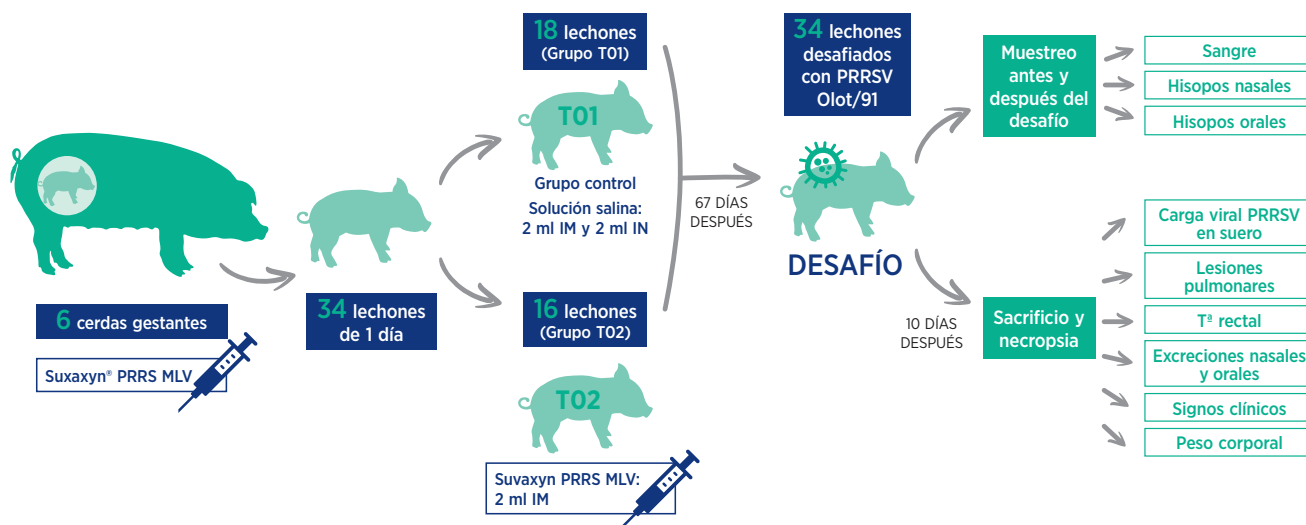 6 cerdas gestantes
Suxaxyn® PRRS MLV
34 lechones
de 1 día
18 lechones
(Grupo T01)
T01
Grupo control
Solución salina:
2 ml IM y 2 ml IN
16 lechones
(Grupo T02)
T02
Suvaxyn PRRS MLV:
2 ml IM
67 DÍAS
DESPUÉS
34 lechones
desafiados
con PRRSV
Olot/91
DESAFÍO
Muestreo
antes y
después del
desafío
Sangre
Hisopos nasales
Hisopos orales
10 DÍAS
DESPUÉS
Sacrificio y
necropsia
Carga viral PRRSV
en suero
Lesiones
pulmonares
Tª rectal
Excreciones nasales
y orales
Signos clínicos
Peso corporal